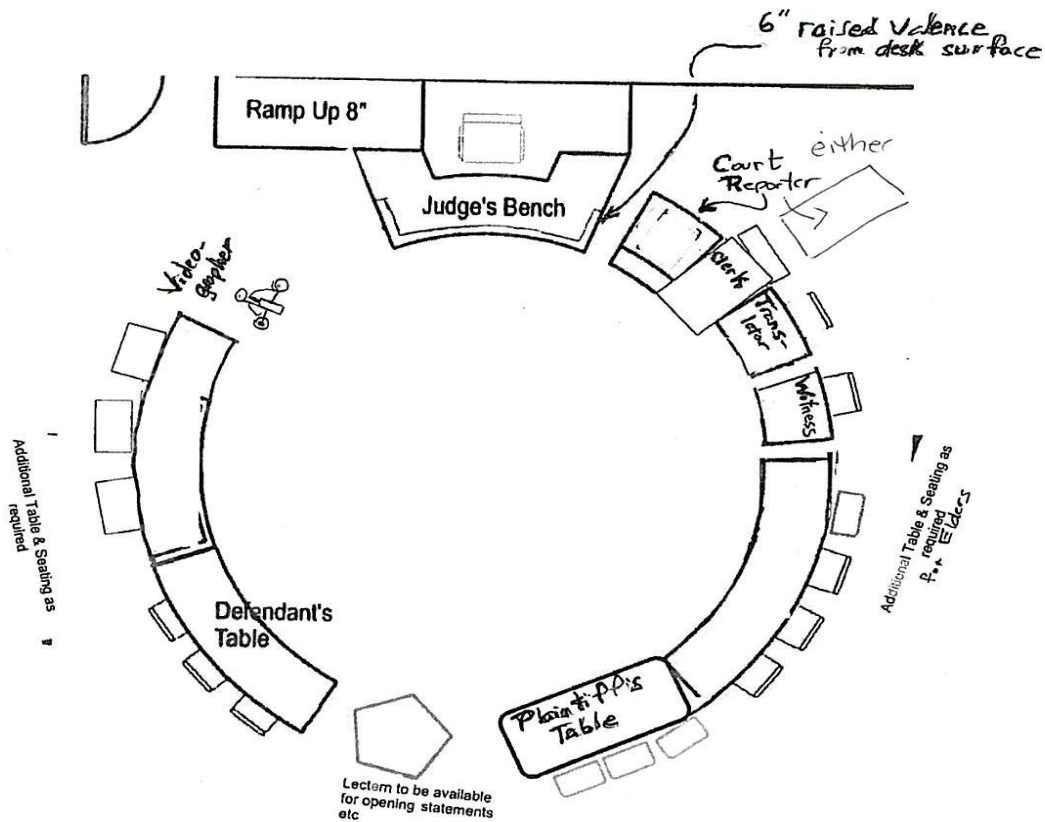 6" raised Valence
from desk surface
Ramp Up 8"
either
Court
Reporter
Judge's Bench
Video-
grapher
Clerk
Trans-
lator
Witness
Additional Table & Seating as
required
Additional Table & Seating as
required
for Elders
Defendant's
Table
Plaintiff's
Table
Lectern to be available
for opening statements
etc